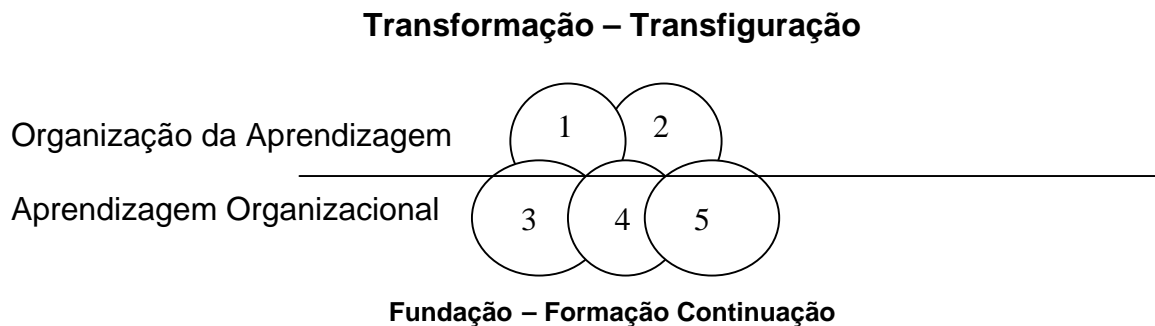 Transformação – Transfiguração
1 2
Organização da Aprendizagem
Aprendizagem Organizacional
3 4 5
Fundação – Formação Continuação